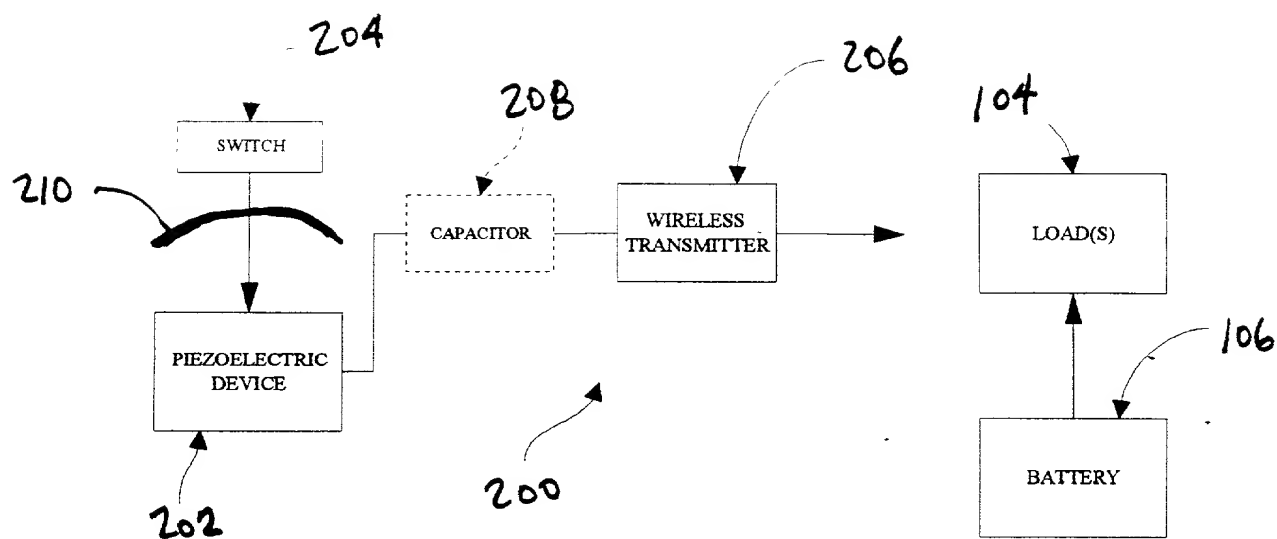 204
206
208
104
SWITCH
210
WIRELESS
TRANSMITTER
CAPACITOR
LOAD(S)
106
PIEZOELECTRIC
DEVICE
BATTERY
200
202